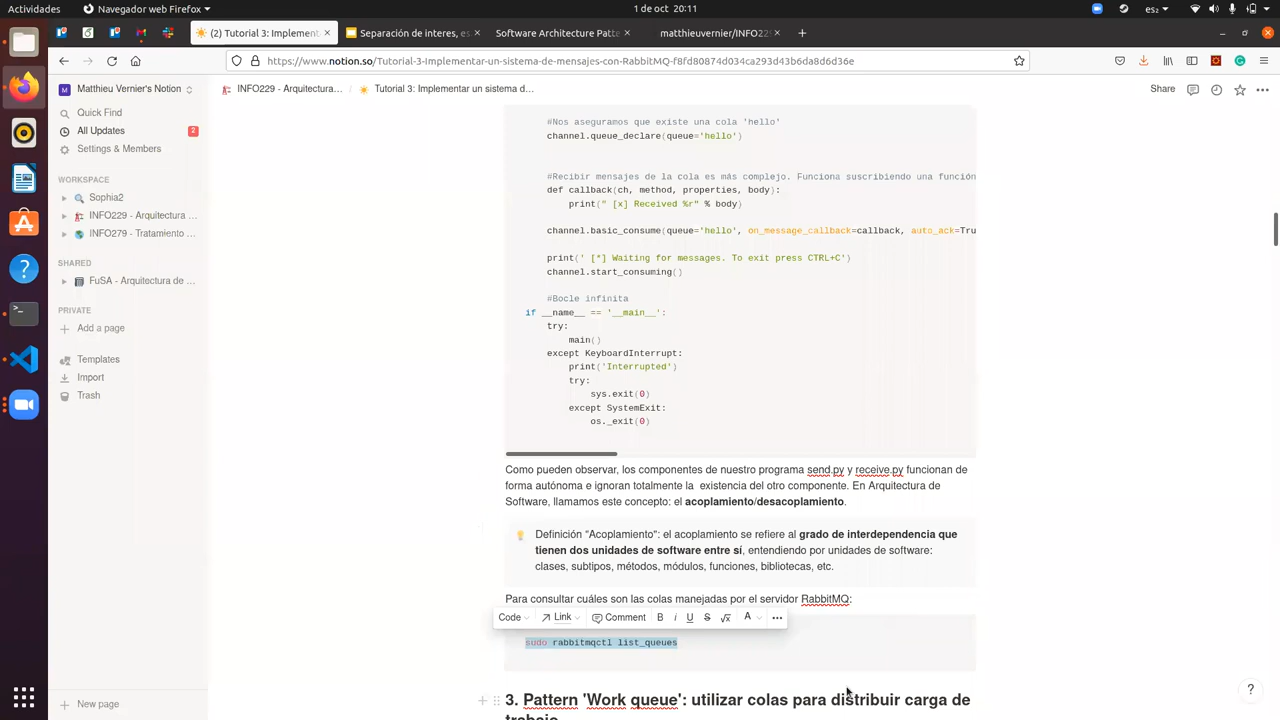 Actividades
Navegador web Firefox
1 de oct 20:11
es₂
(2) Tutorial 3: Implement
Separación de interes, es
Software Architecture Patte
matthieuvernier/INFO22
https://www.notion.so/Tutorial-3-Implementar-un-sistema-de-mensajes-con-RabbitMQ-f8fd80874d034ca293d43b6da8d6d36e
Matthieu Vernier's Notion
INFO229 - Arquitectura... / Tutorial 3: Implementar un sistema d...
Share
Quick Find
All Updates
2
Settings & Members
WORKSPACE
Sophia2
INFO229 - Arquitectura ...
INFO279 - Tratamiento ...
SHARED
FuSA - Arquitectura de ...
PRIVATE
Add a page
Templates
Import
Trash
New page
#Nos aseguramos que existe una cola 'hello'
channel.queue_declare(queue='hello')
#Recibir mensajes de la cola es más complejo. Funciona suscribiendo una función
def callback(ch, method, properties, body):
print(" [x] Received %r" % body)
channel.basic_consume(queue='hello', on_message_callback=callback, auto_ack=Tru
print(' [*] Waiting for messages. To exit press CTRL+C')
channel.start_consuming()
#Bocle infinita
if __name__ == '__main__':
try:
main()
except KeyboardInterrupt:
print('Interrupted')
try:
sys.exit(0)
except SystemExit:
os._exit(0)
Como pueden observar, los componentes de nuestro programa send.py y receive.py funcionan de
forma autónoma e ignoran totalmente la existencia del otro componente. En Arquitectura de
Software, llamamos este concepto: el acoplamiento/desacoplamiento.
Definición "Acoplamiento": el acoplamiento se refiere al grado de interdependencia que
tienen dos unidades de software entre sí, entendiendo por unidades de software:
clases, subtipos, métodos, módulos, funciones, bibliotecas, etc.
Para consultar cuáles son las colas manejadas por el servidor RabbitMQ:
Code Link Comment B i U S √x A
sudo rabbitmqctl list_queues
3. Pattern 'Work queue': utilizar colas para distribuir carga de
trabajo
?